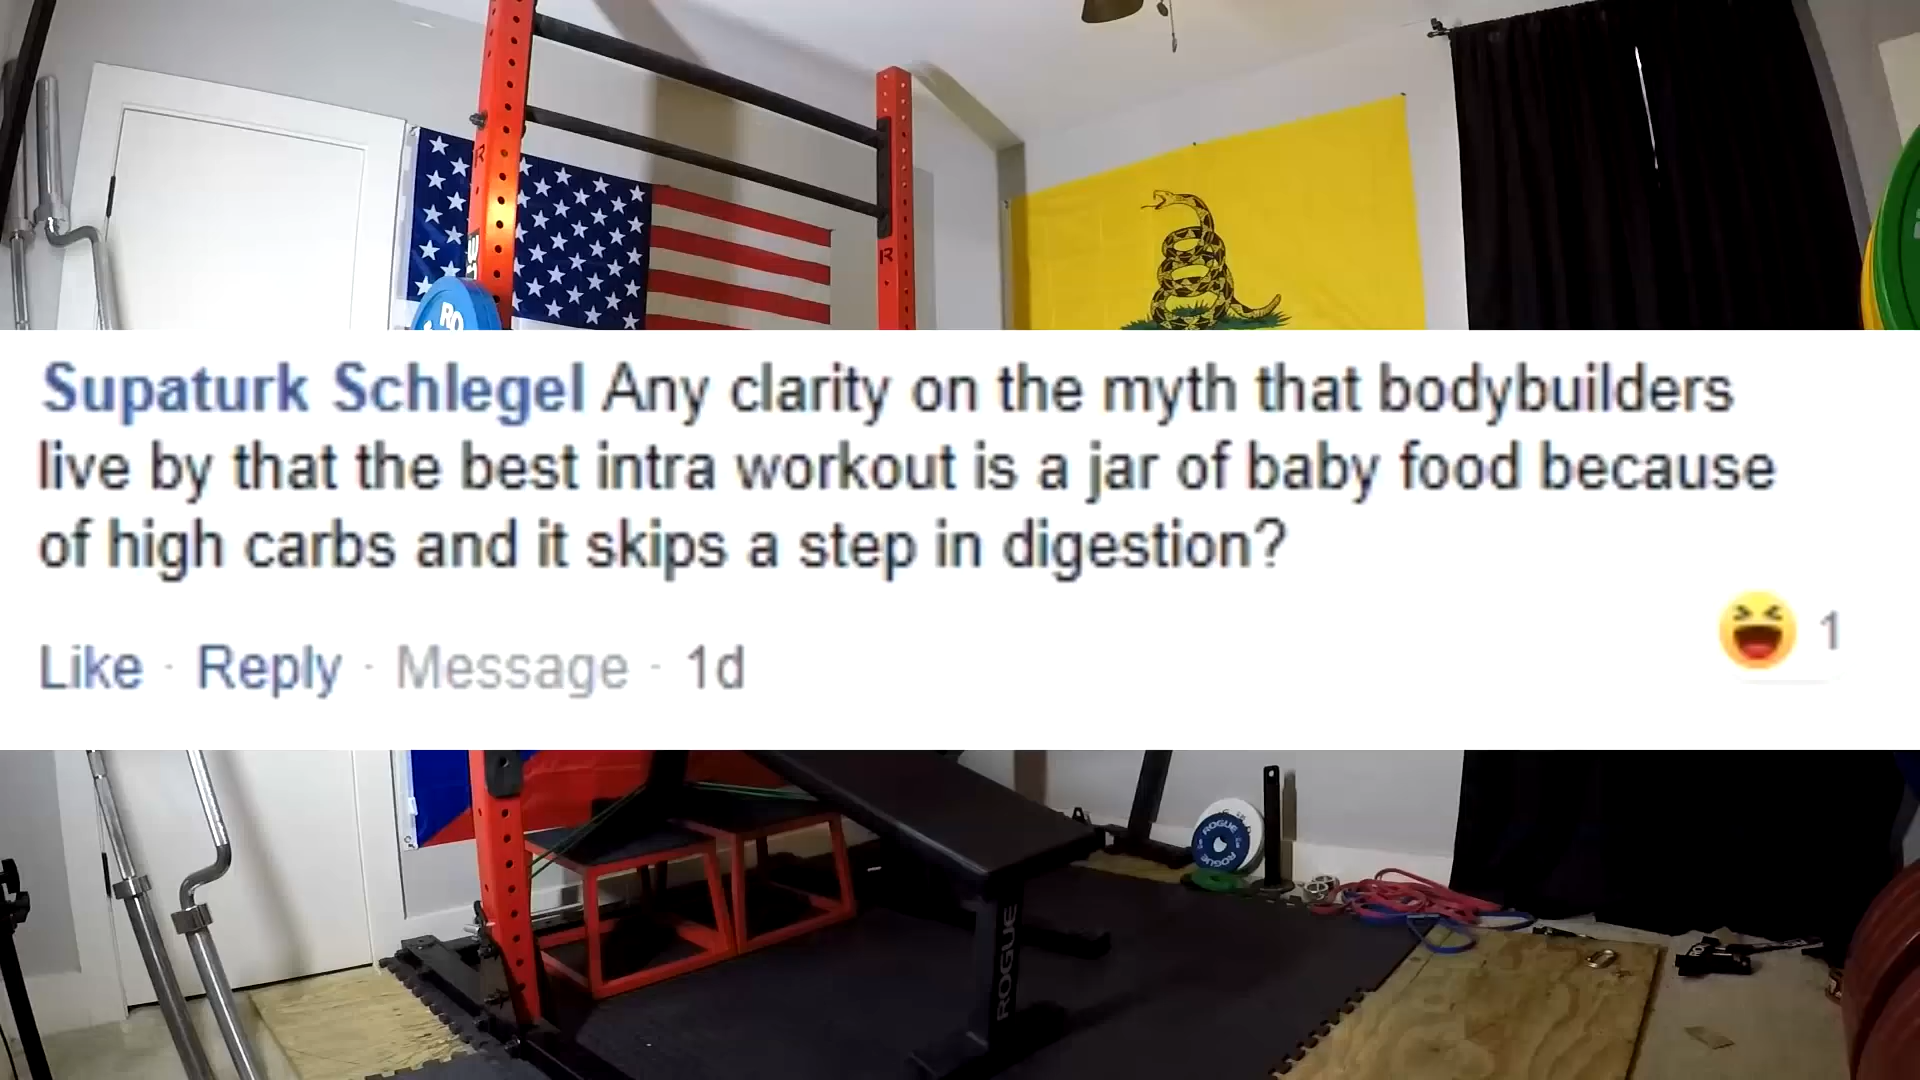 RO
Supaturk Schlegel Any clarity on the myth that bodybuilders
live by that the best intra workout is a jar of baby food because
of high carbs and it skips a step in digestion?
1
Like · Reply · Message · 1d
ROGUE
ROGUE
ROGUE